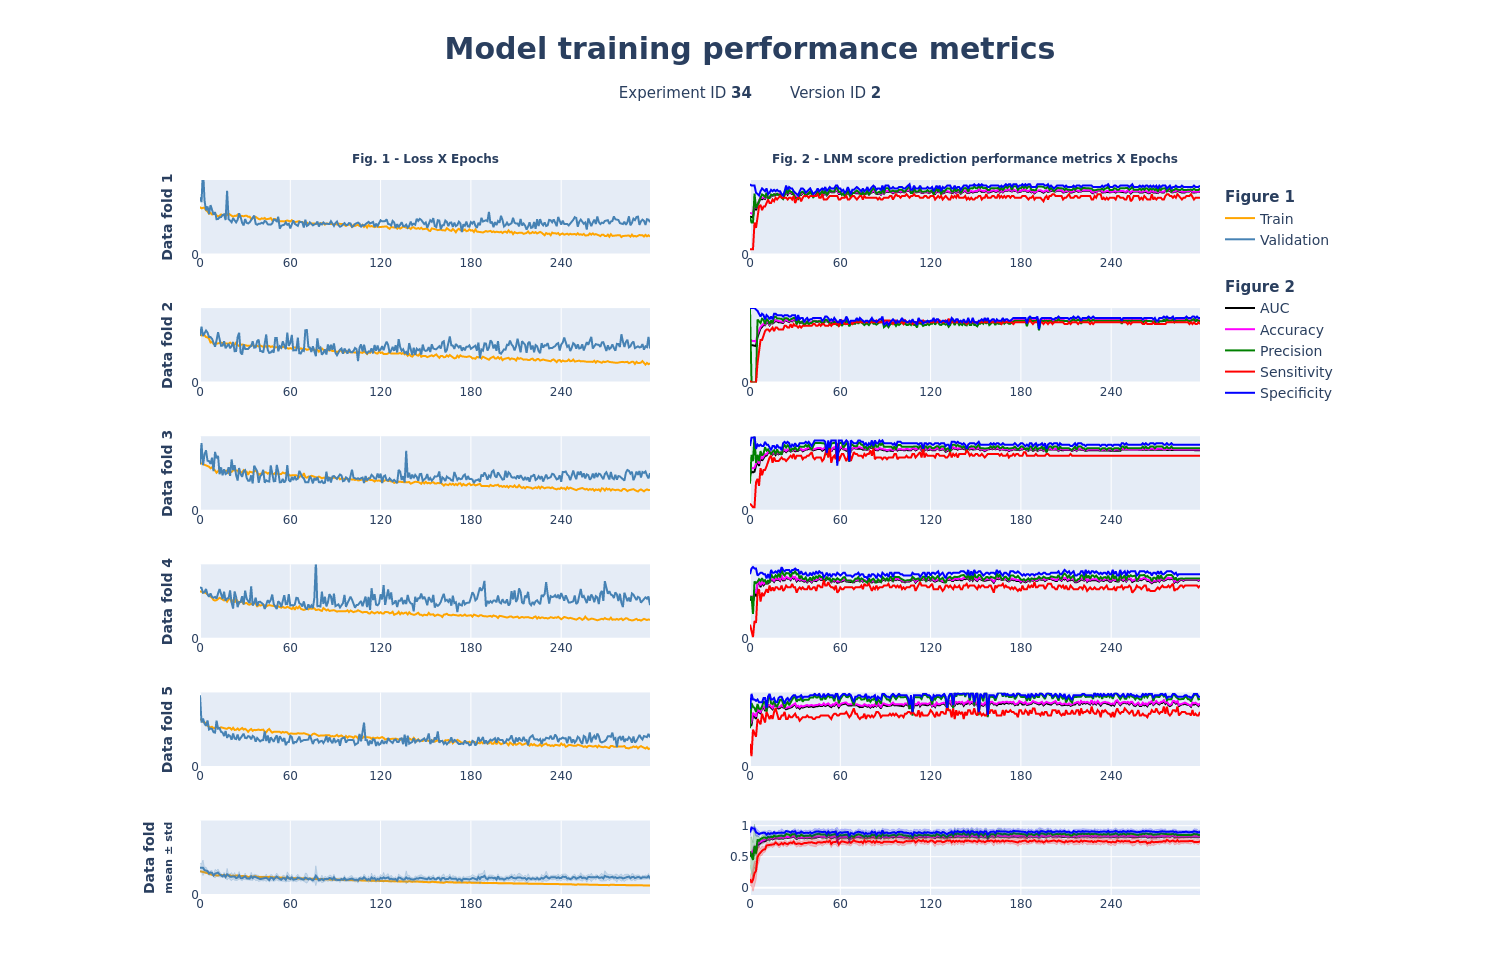 Model training performance metrics
Experiment ID 34 Version ID 2
Fig. 1 - Loss X Epochs
Fig. 2 - LNM score prediction performance metrics X Epochs
Data fold 1
0
0 60 120 180 240
0
0 60 120 180 240
Data fold 2
0
0 60 120 180 240
0
0 60 120 180 240
Data fold 3
0
0 60 120 180 240
0
0 60 120 180 240
Data fold 4
0
0 60 120 180 240
0
0 60 120 180 240
Data fold 5
0
0 60 120 180 240
0
0 60 120 180 240
Data fold
mean ± std
0
0 60 120 180 240
1
0.5
0
0 60 120 180 240
Figure 1
Train
Validation
Figure 2
AUC
Accuracy
Precision
Sensitivity
Specificity